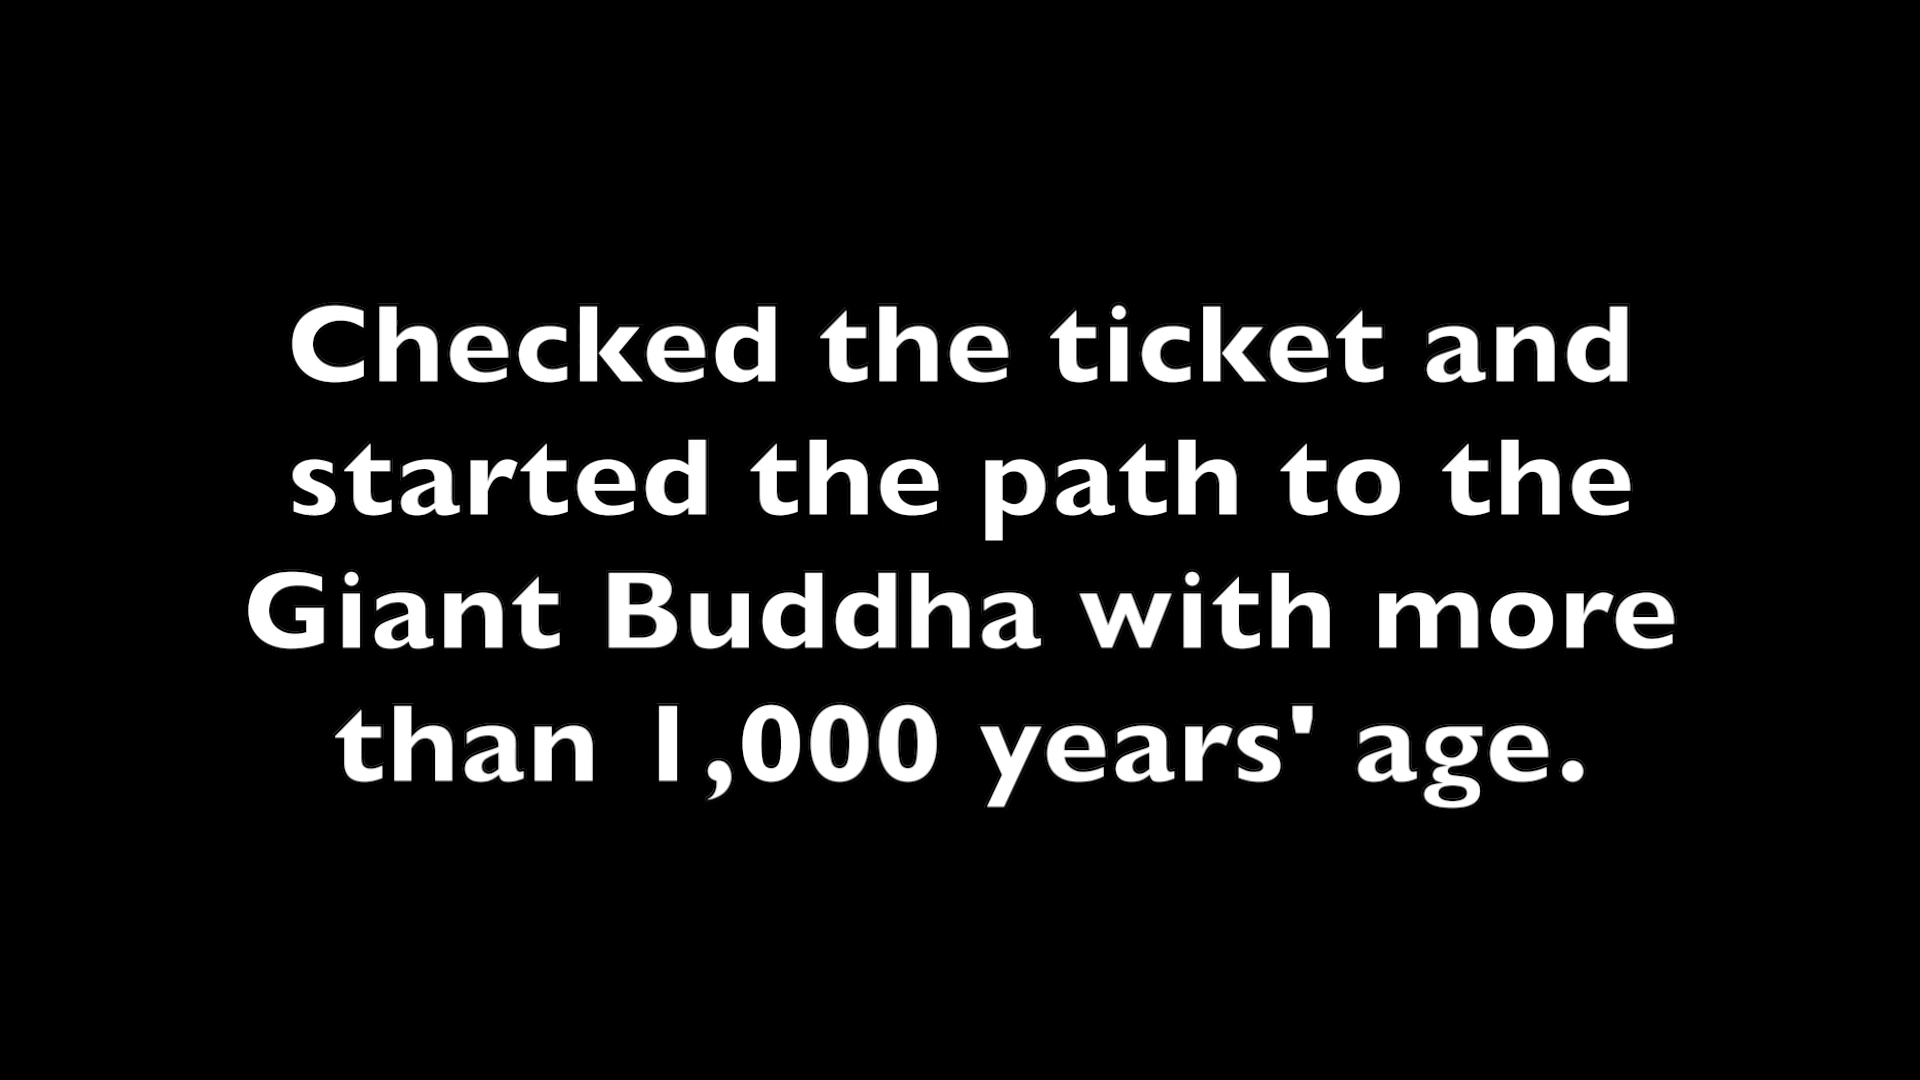 Checked the ticket and
started the path to the
Giant Buddha with more
than 1,000 years' age.